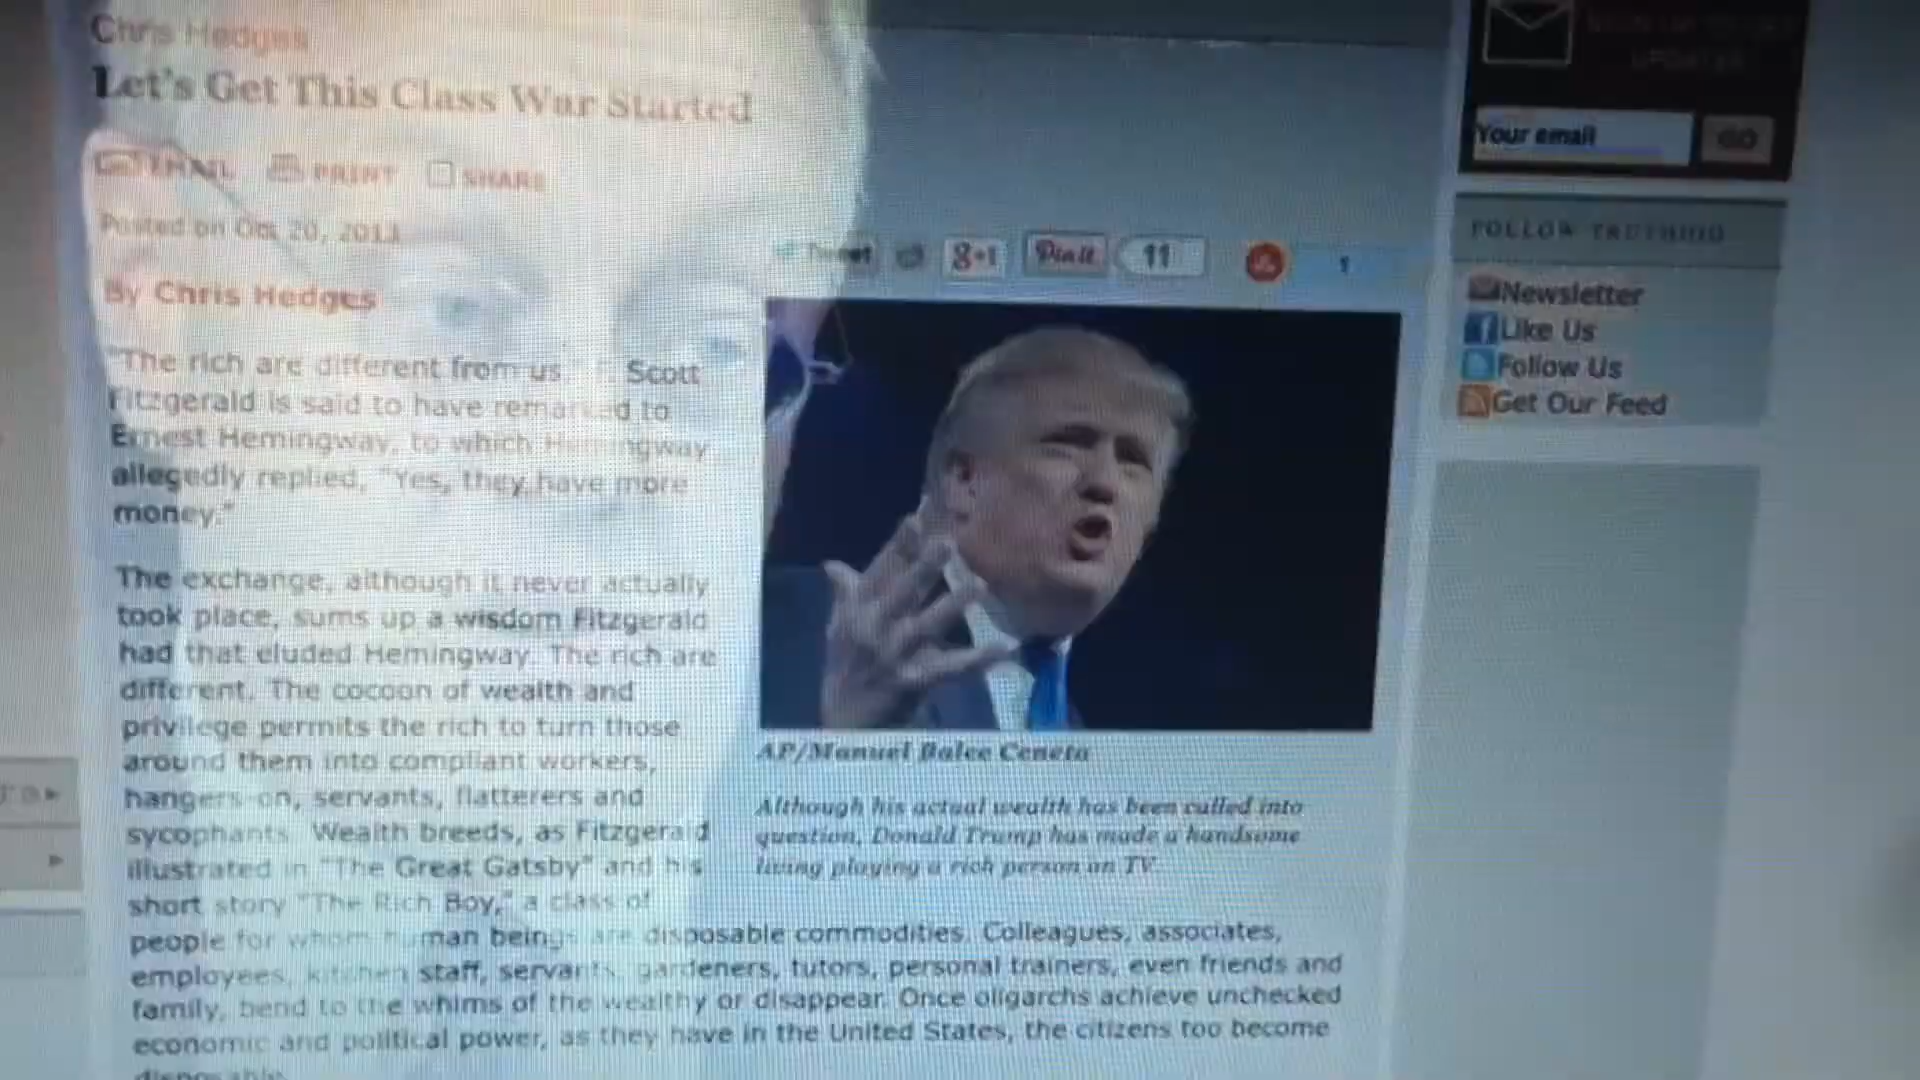 Chris Hedges
Let's Get This Class War Started
EMAIL PRINT SHARE
Posted on Oct 20, 2013
By Chris Hedges
"The rich are different from us," F. Scott
Fitzgerald is said to have remarked to
Ernest Hemingway, to which Hemingway
allegedly replied, "Yes, they have more
money."
The exchange, although it never actually
took place, sums up a wisdom Fitzgerald
had that eluded Hemingway. The rich are
different. The cocoon of wealth and
privilege permits the rich to turn those
around them into compliant workers,
hangers-on, servants, flatterers and
sycophants. Wealth breeds, as Fitzgerald
illustrated in "The Great Gatsby" and his
short story "The Rich Boy," a class of
people for whom human beings are disposable commodities. Colleagues, associates,
employees, kitchen staff, servants, gardeners, tutors, personal trainers, even friends and
family, bend to the whims of the wealthy or disappear. Once oligarchs achieve unchecked
economic and political power, as they have in the United States, the citizens too become
disposable.
Tweet g+1 Pin it 11 1
AP/Manuel Balce Ceneta
Although his actual wealth has been called into
question, Donald Trump has made a handsome
living playing a rich person on TV.
Your email GO
FOLLOW TRUTHDIG
Newsletter
Like Us
Follow Us
Get Our Feed